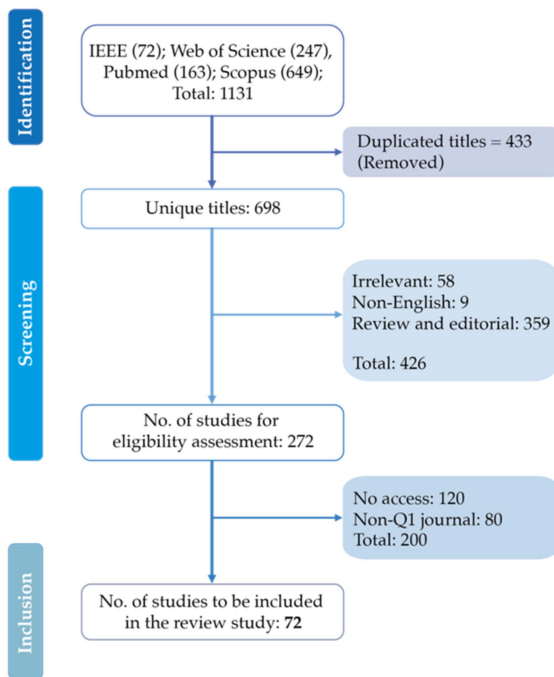 Identification
IEEE (72); Web of Science (247),
Pubmed (163); Scopus (649);
Total: 1131
Duplicated titles = 433
(Removed)
Screening
Unique titles: 698
Irrelevant: 58
Non-English: 9
Review and editorial: 359
Total: 426
No. of studies for
eligibility assessment: 272
No access: 120
Non-Q1 journal: 80
Total: 200
Inclusion
No. of studies to be included
in the review study: 72